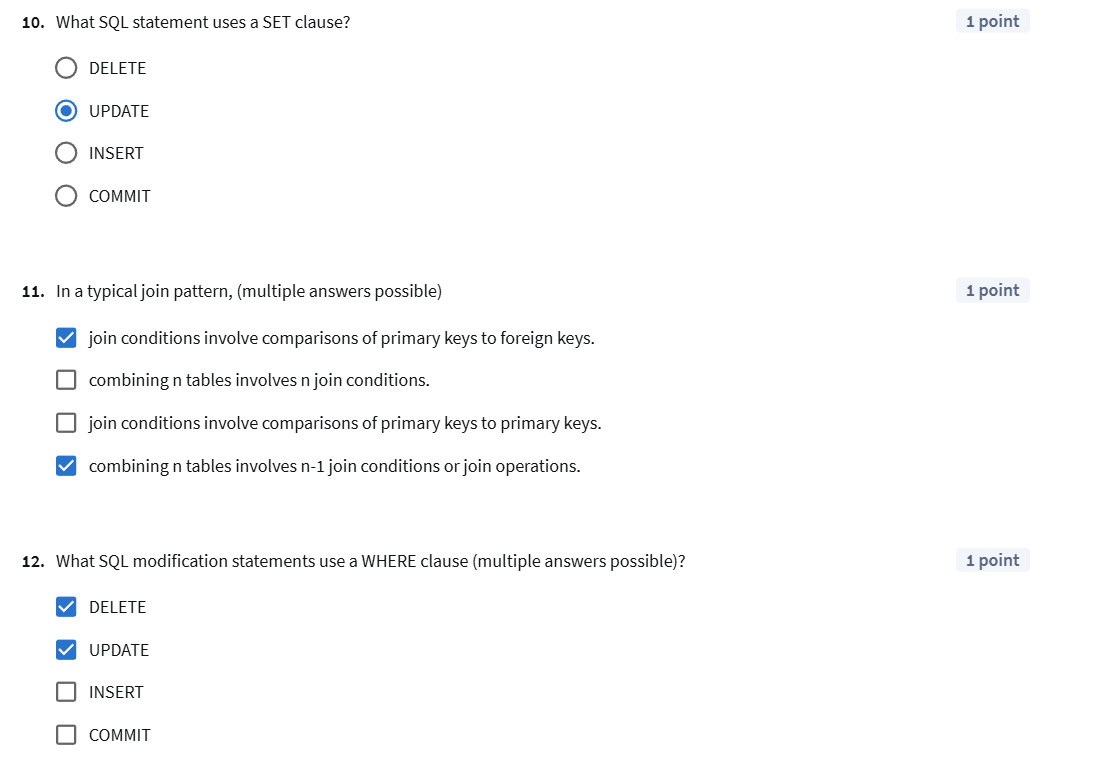 10. What SQL statement uses a SET clause? 1 point
DELETE
UPDATE
INSERT
COMMIT
11. In a typical join pattern, (multiple answers possible) 1 point
join conditions involve comparisons of primary keys to foreign keys.
combining n tables involves n join conditions.
join conditions involve comparisons of primary keys to primary keys.
combining n tables involves n-1 join conditions or join operations.
12. What SQL modification statements use a WHERE clause (multiple answers possible)? 1 point
DELETE
UPDATE
INSERT
COMMIT